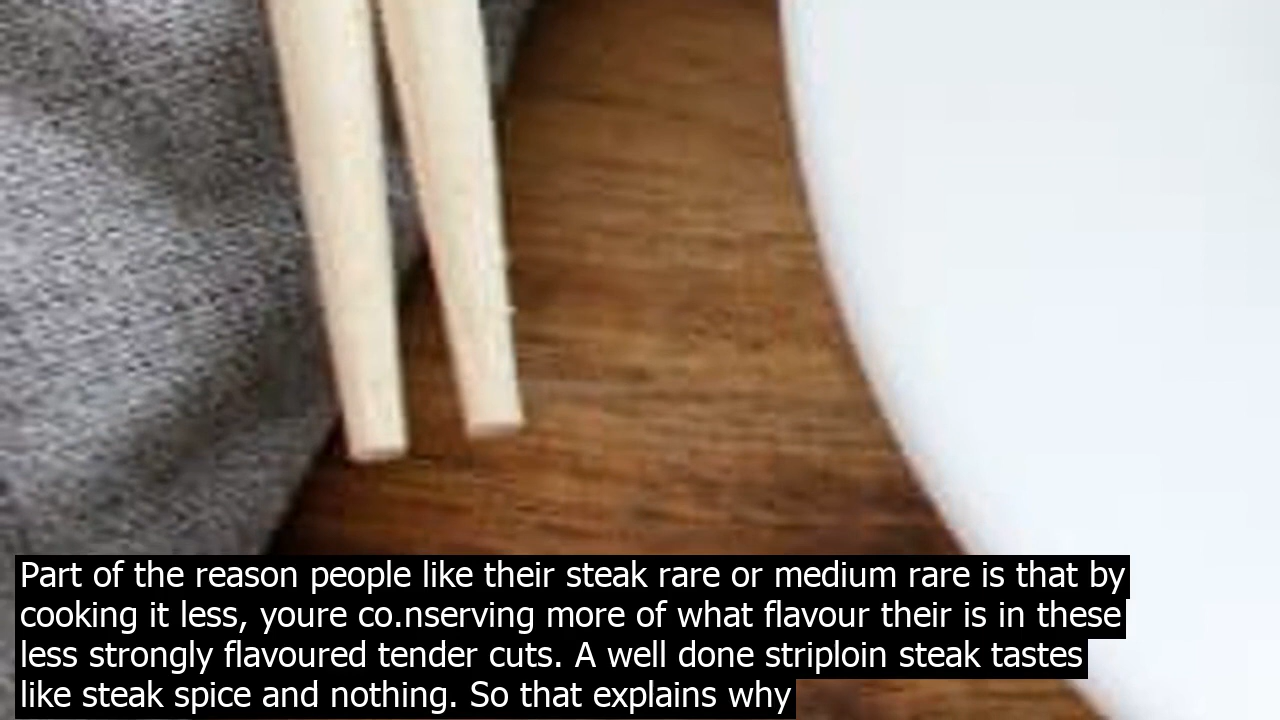 Part of the reason people like their steak rare or medium rare is that by
cooking it less, youre co.nserving more of what flavour their is in these
less strongly flavoured tender cuts. A well done striploin steak tastes
like steak spice and nothing. So that explains why